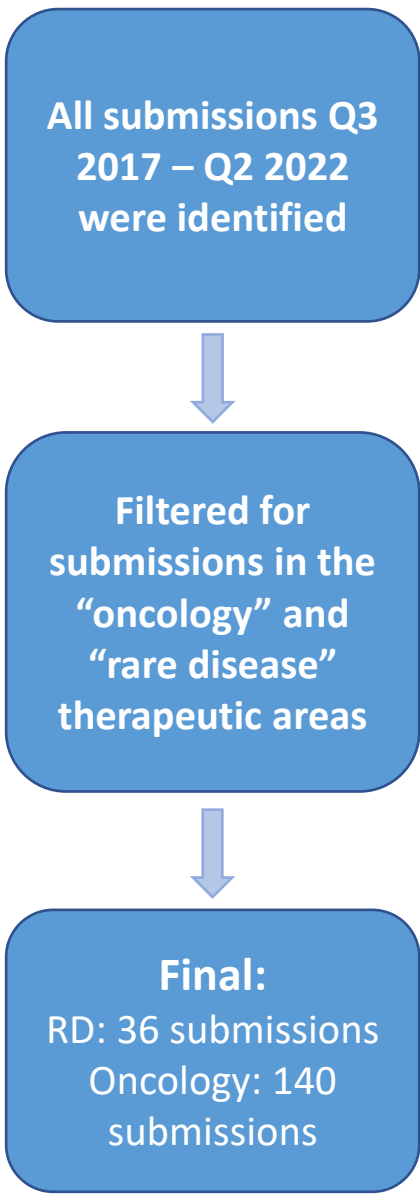 All submissions Q3
2017 – Q2 2022
were identified
Filtered for
submissions in the
“oncology” and
“rare disease”
therapeutic areas
Final:
RD: 36 submissions
Oncology: 140
submissions